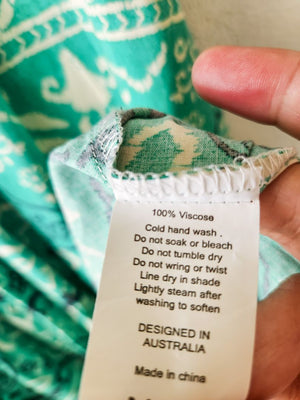 100% Viscose
Cold hand wash .
Do not soak or bleach
Do not tumble dry
Do not wring or twist
Line dry in shade
Lightly steam after
washing to soften
DESIGNED IN
AUSTRALIA
Made in china